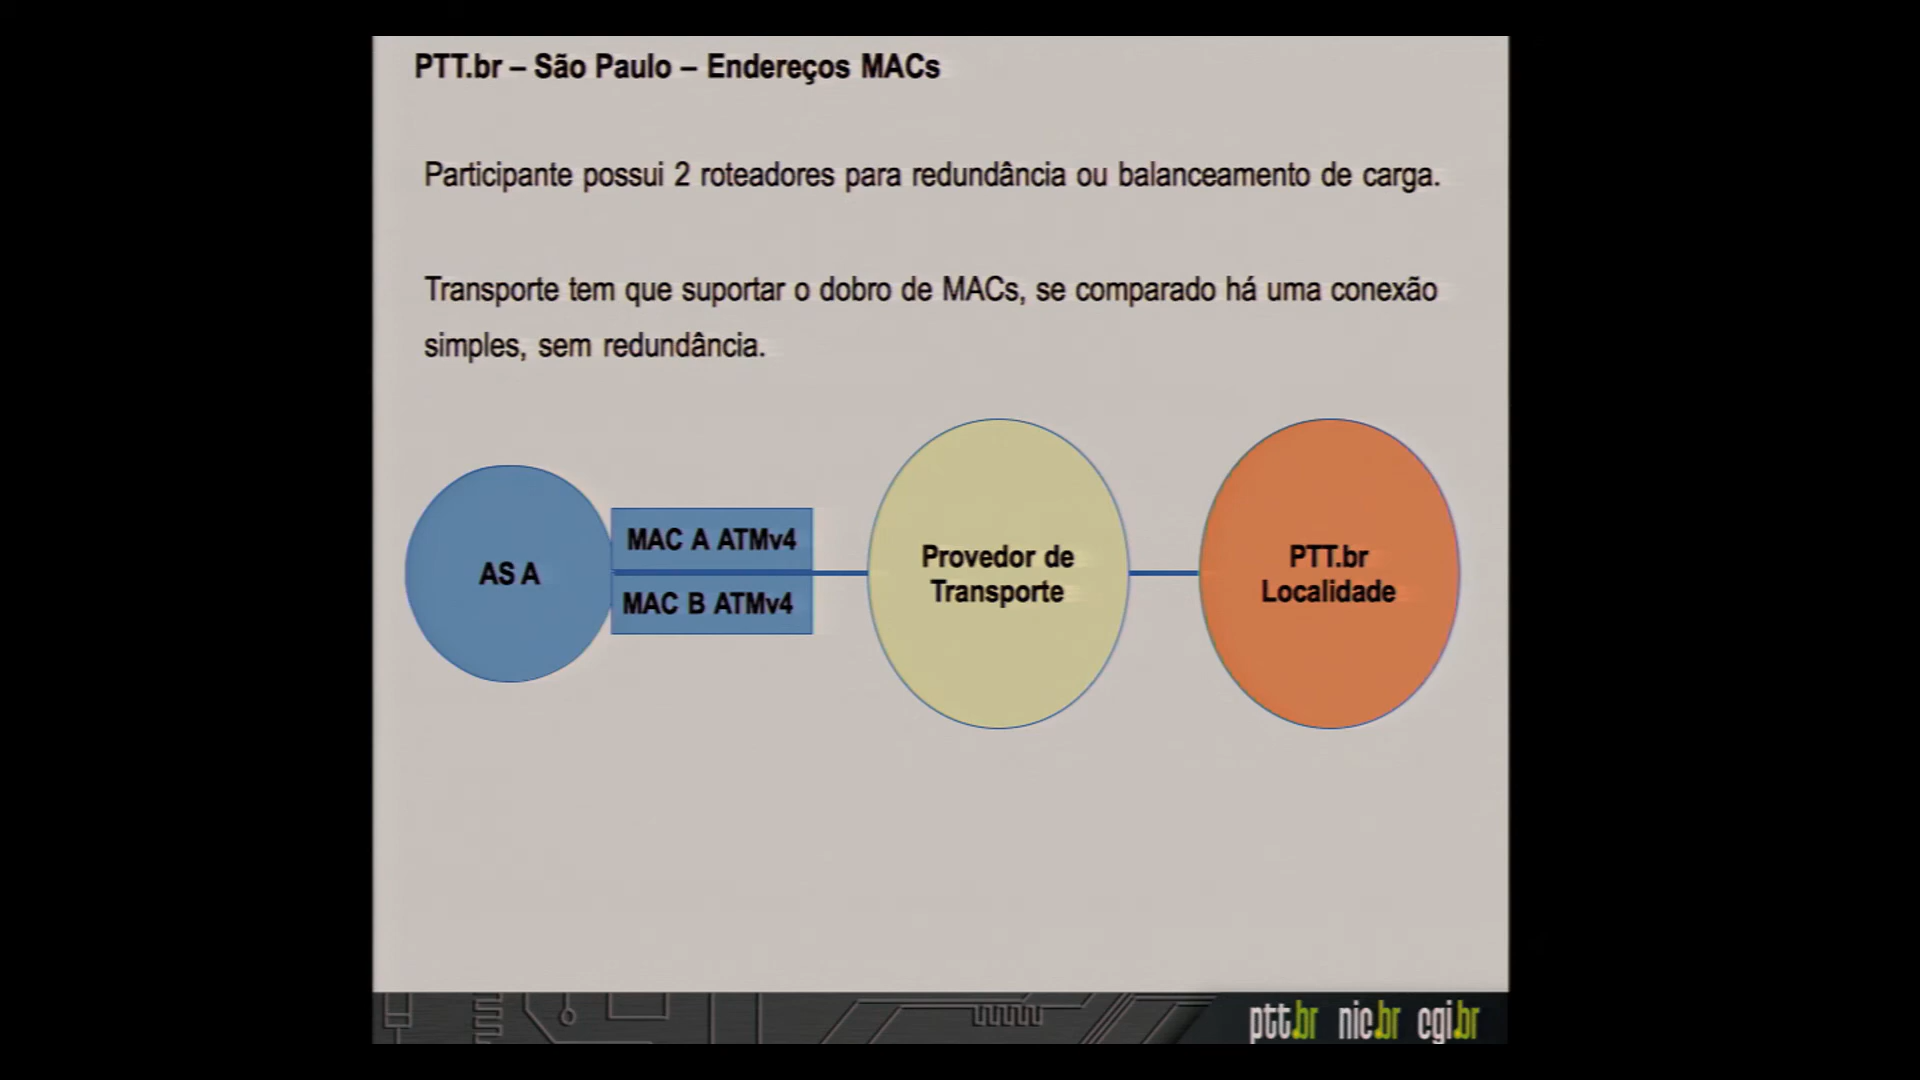 PTT.br – São Paulo – Endereços MACs
Participante possui 2 roteadores para redundância ou balanceamento de carga.
Transporte tem que suportar o dobro de MACs, se comparado há uma conexão
simples, sem redundância.
AS A
MAC A ATMv4
MAC B ATMv4
Provedor de
Transporte
PTT.br
Localidade
ptt.br nic.br cgi.br